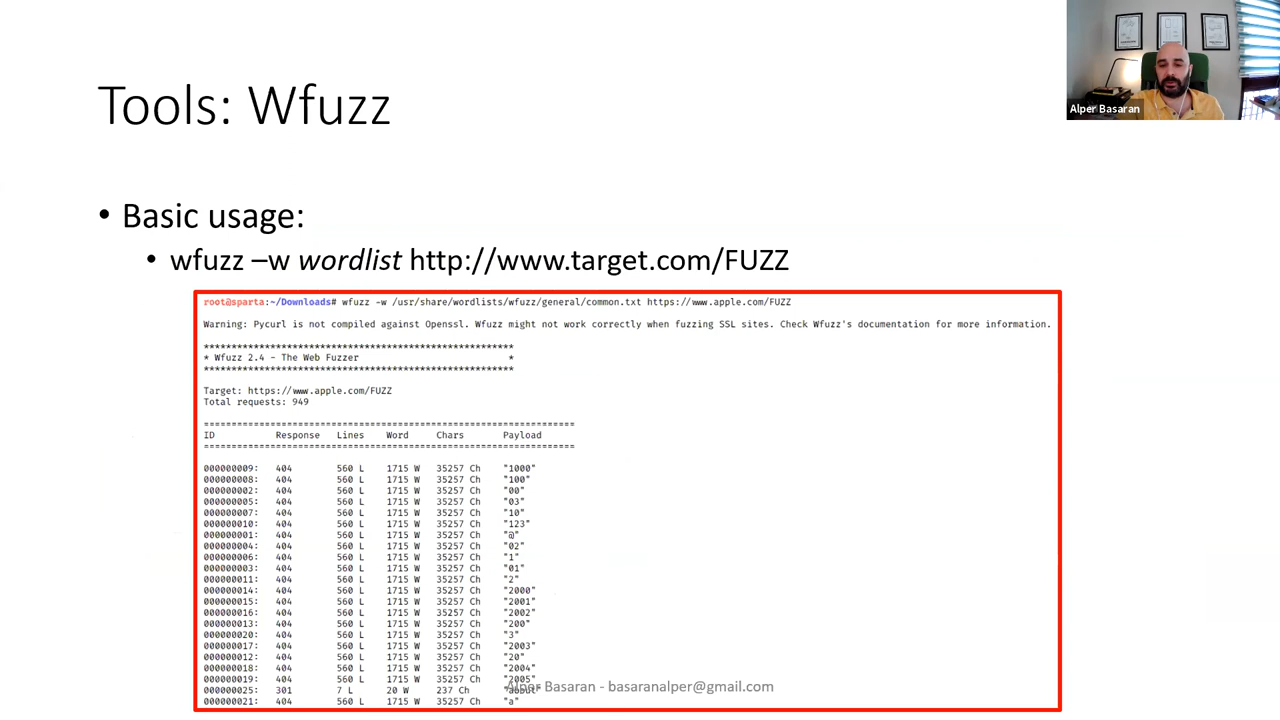 Tools: Wfuzz
Alper Basaran
• Basic usage:
• wfuzz –w wordlist http://www.target.com/FUZZ
root@sparta:~/Downloads# wfuzz -w /usr/share/wordlists/wfuzz/general/common.txt https://www.apple.com/FUZZ
Warning: Pycurl is not compiled against Openssl. Wfuzz might not work correctly when fuzzing SSL sites. Check Wfuzz's documentation for more information.
********************************************************
* Wfuzz 2.4 - The Web Fuzzer                           *
********************************************************
Target: https://www.apple.com/FUZZ
Total requests: 949
===================================================================
ID Response Lines Word Chars Payload
===================================================================
000000009: 404 560 L 1715 W 35257 Ch "1000"
000000008: 404 560 L 1715 W 35257 Ch "100"
000000002: 404 560 L 1715 W 35257 Ch "00"
000000005: 404 560 L 1715 W 35257 Ch "03"
000000007: 404 560 L 1715 W 35257 Ch "10"
000000010: 404 560 L 1715 W 35257 Ch "123"
000000001: 404 560 L 1715 W 35257 Ch "@"
000000004: 404 560 L 1715 W 35257 Ch "02"
000000006: 404 560 L 1715 W 35257 Ch "1"
000000003: 404 560 L 1715 W 35257 Ch "01"
000000011: 404 560 L 1715 W 35257 Ch "2"
000000014: 404 560 L 1715 W 35257 Ch "2000"
000000015: 404 560 L 1715 W 35257 Ch "2001"
000000016: 404 560 L 1715 W 35257 Ch "2002"
000000013: 404 560 L 1715 W 35257 Ch "200"
000000020: 404 560 L 1715 W 35257 Ch "3"
000000017: 404 560 L 1715 W 35257 Ch "2003"
000000012: 404 560 L 1715 W 35257 Ch "20"
000000018: 404 560 L 1715 W 35257 Ch "2004"
000000019: 404 560 L 1715 W 35257 Ch "2005"
000000025: 301 7 L 20 W 237 Ch "about"
000000021: 404 560 L 1715 W 35257 Ch "a"
Alper Basaran - basaranalper@gmail.com